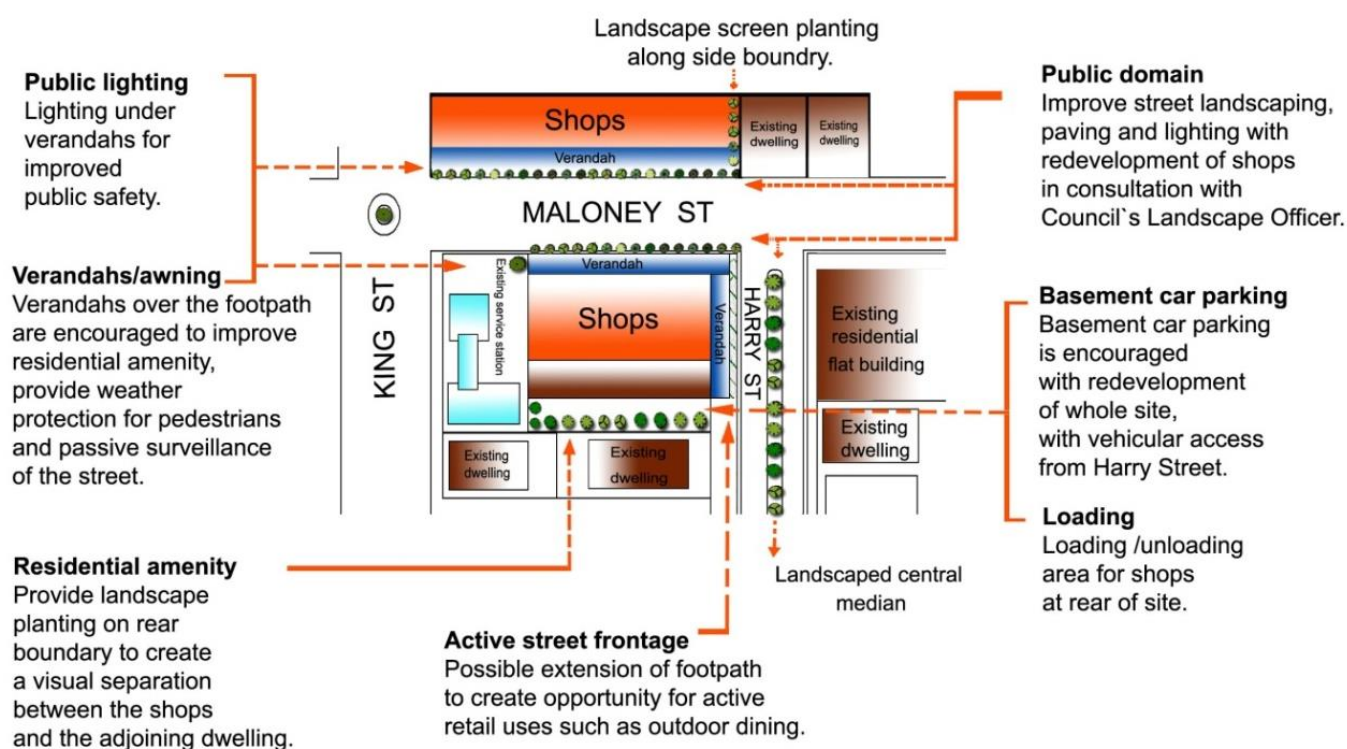 Landscape screen planting
along side boundry.
Public lighting
Lighting under
verandahs for
improved
public safety.
Public domain
Improve street landscaping,
paving and lighting with
redevelopment of shops
in consultation with
Council`s Landscape Officer.
Shops
Verandah
Existing
dwelling
Existing
dwelling
MALONEY ST
Verandahs/awning
Verandahs over the footpath
are encouraged to improve
residential amenity,
provide weather
protection for pedestrians
and passive surveillance
of the street.
KING ST
Existing service station
Verandah
Shops
Verandah
HARRY ST
Existing
residential
flat building
Existing
dwelling
Existing
dwelling
Existing
dwelling
Basement car parking
Basement car parking
is encouraged
with redevelopment
of whole site,
with vehicular access
from Harry Street.
Loading
Loading /unloading
area for shops
at rear of site.
Residential amenity
Provide landscape
planting on rear
boundary to create
a visual separation
between the shops
and the adjoining dwelling.
Active street frontage
Possible extension of footpath
to create opportunity for active
retail uses such as outdoor dining.
Landscaped central
median